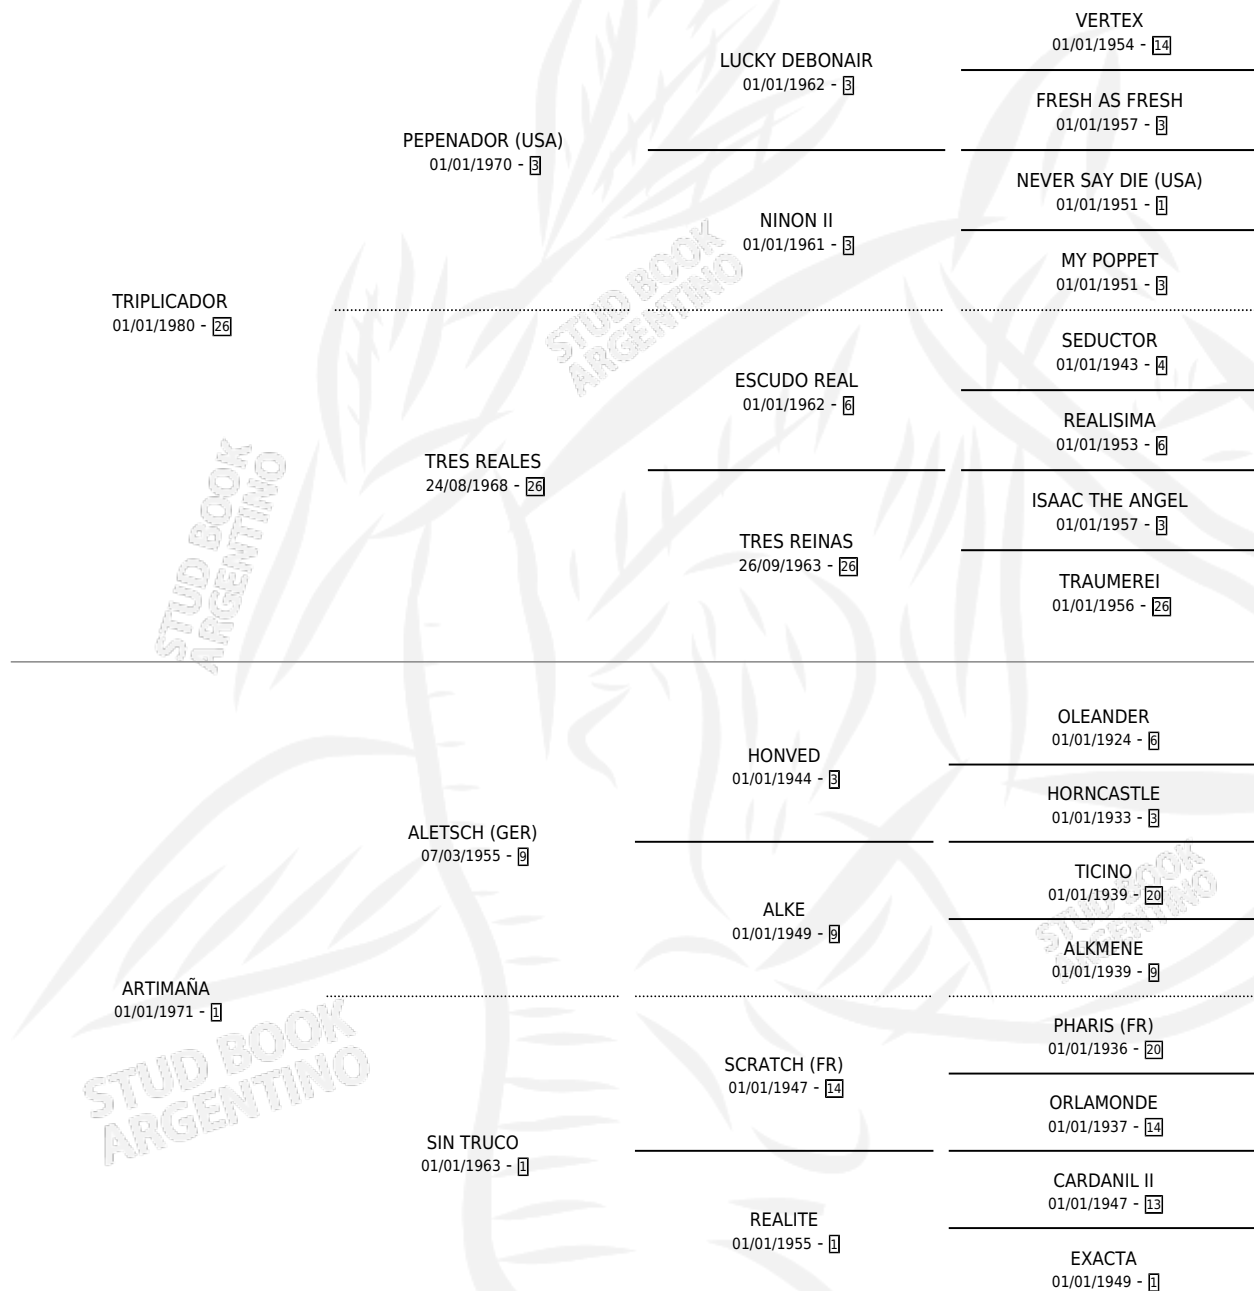 VERTEX
01/01/1954 - 14
LUCKY DEBONAIR
01/01/1962 - 3
FRESH AS FRESH
01/01/1957 - 3
PEPENADOR (USA)
01/01/1970 - 3
NEVER SAY DIE (USA)
01/01/1951 - 1
NINON II
01/01/1961 - 3
MY POPPET
01/01/1951 - 3
TRIPLICADOR
01/01/1980 - 26
SEDUCTOR
01/01/1943 - 4
ESCUDO REAL
01/01/1962 - 6
REALISIMA
01/01/1953 - 6
TRES REALES
24/08/1968 - 26
ISAAC THE ANGEL
01/01/1957 - 3
TRES REINAS
26/09/1963 - 26
TRAUMEREI
01/01/1956 - 26
OLEANDER
01/01/1924 - 6
HONVED
01/01/1944 - 3
HORNCASTLE
01/01/1933 - 3
ALETSCH (GER)
07/03/1955 - 9
TICINO
01/01/1939 - 20
ALKE
01/01/1949 - 9
ALKMENE
01/01/1939 - 9
ARTIMAÑA
01/01/1971 - 1
PHARIS (FR)
01/01/1936 - 20
SCRATCH (FR)
01/01/1947 - 14
ORLAMONDE
01/01/1937 - 14
SIN TRUCO
01/01/1963 - 1
CARDANIL II
01/01/1947 - 13
REALITE
01/01/1955 - 1
EXACTA
01/01/1949 - 1
STUD BOOK
ARGENTINO
STUD BOOK
ARGENTINO
STUD BOOK
ARGENTINO
STUD BOOK
ARGENTINO